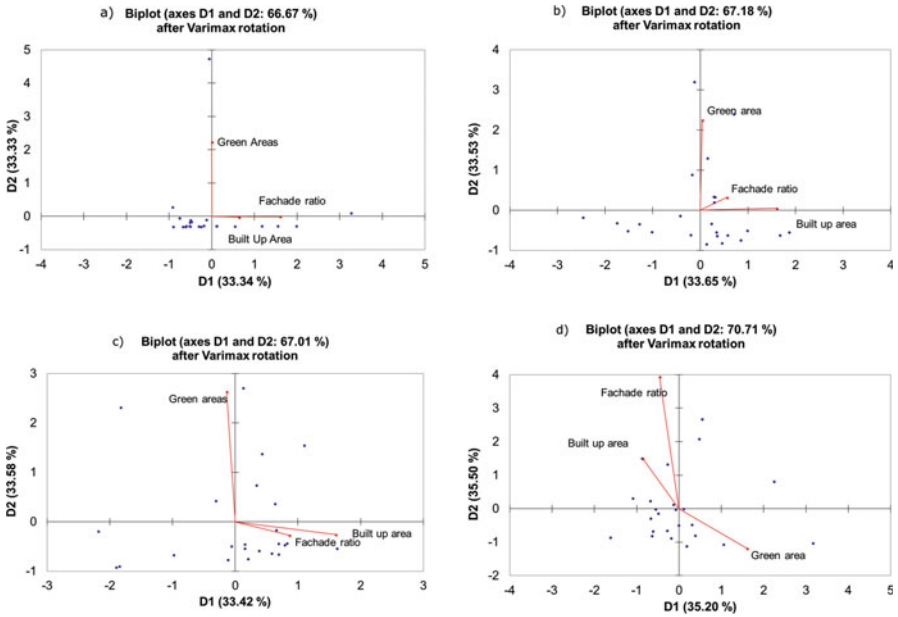 a) Biplot (axes D1 and D2: 66.67 %)
after Varimax rotation
5
4
3
2
1
0
-1
D2 (33.33 %)
Green Areas
Fachade ratio
Built Up Area
-4 -3 -2 -1 0 1 2 3 4 5
D1 (33.34 %)
b) Biplot (axes D1 and D2: 67.18 %)
after Varimax rotation
4
3
2
1
0
-1
D2 (33.53 %)
Green area
Fachade ratio
Built up area
-4 -3 -2 -1 0 1 2 3 4
D1 (33.65 %)
c) Biplot (axes D1 and D2: 67.01 %)
after Varimax rotation
3
2
1
0
-1
D2 (33.58 %)
Green areas
Built up area
Fachade ratio
-3 -2 -1 0 1 2 3
D1 (33.42 %)
d) Biplot (axes D1 and D2: 70.71 %)
after Varimax rotation
4
3
2
1
0
-1
-2
D2 (35.50 %)
Fachade ratio
Built up area
Green area
-4 -3 -2 -1 0 1 2 3 4 5
D1 (35.20 %)